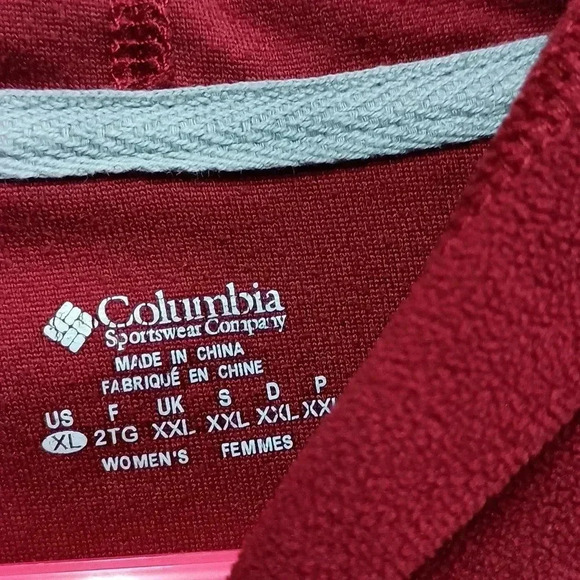 Columbia
Sportswear Company
MADE IN CHINA
FABRIQUÉ EN CHINE
US F UK S D P
XL 2TG XXL XXL XXL
WOMEN'S FEMMES